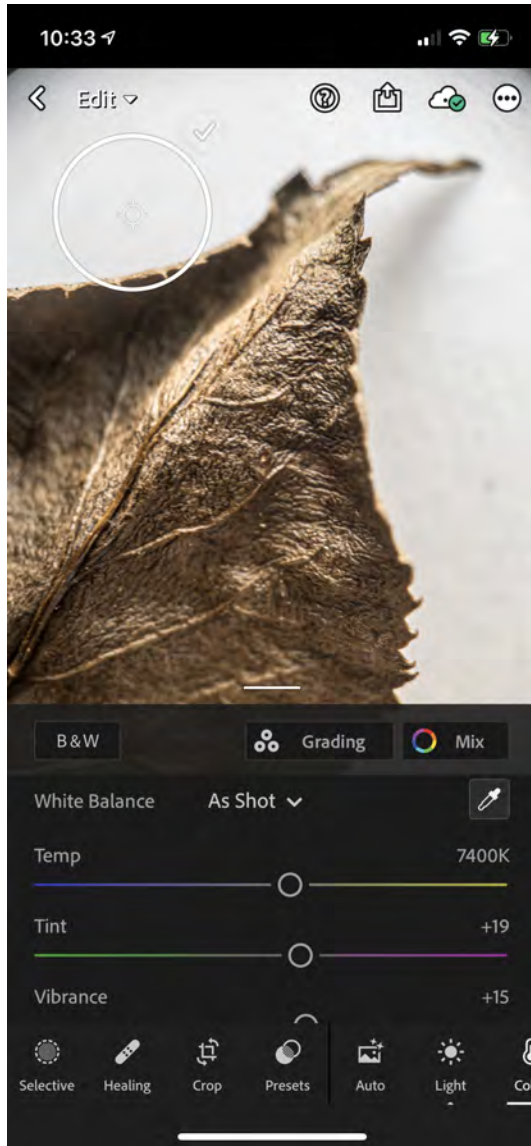 10:33
Edit
B&W Grading Mix
White Balance As Shot
Temp 7400K
Tint +19
Vibrance +15
Selective Healing Crop Presets Auto Light